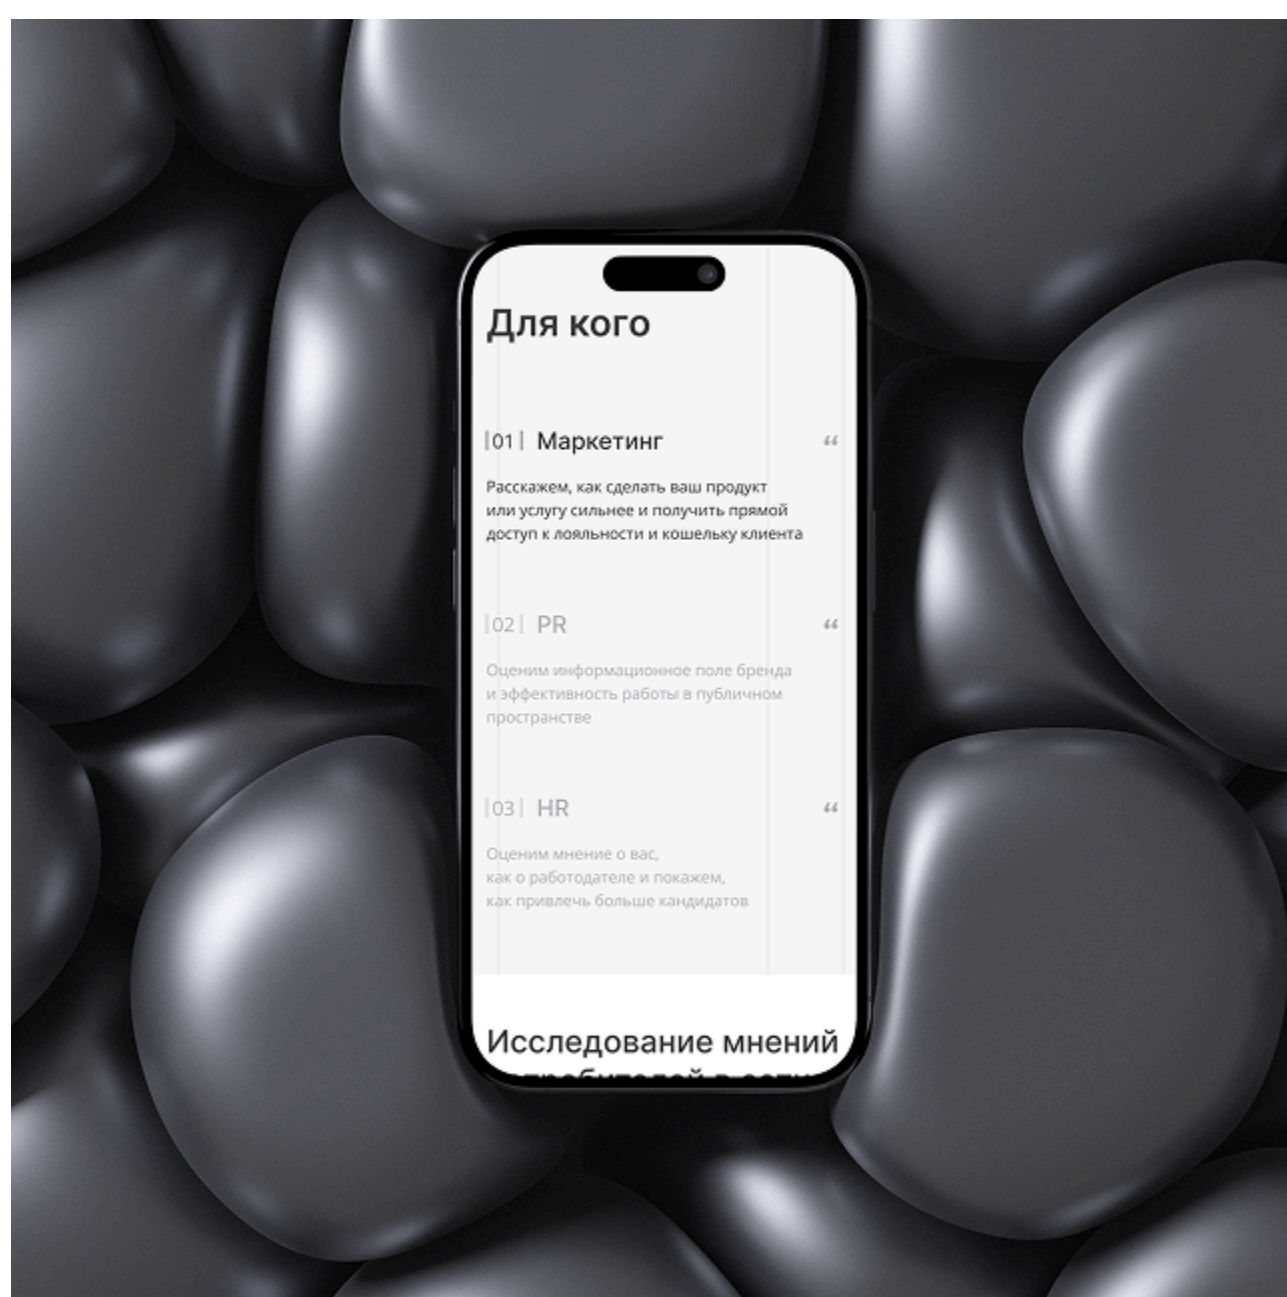 Для кого
|01| Маркетинг “
Расскажем, как сделать ваш продукт
или услугу сильнее и получить прямой
доступ к лояльности и кошельку клиента
|02| PR “
Оценим информационное поле бренда
и эффективность работы в публичном
пространстве
|03| HR “
Оценим мнение о вас,
как о работодателе и покажем,
как привлечь больше кандидатов
Исследование мнений